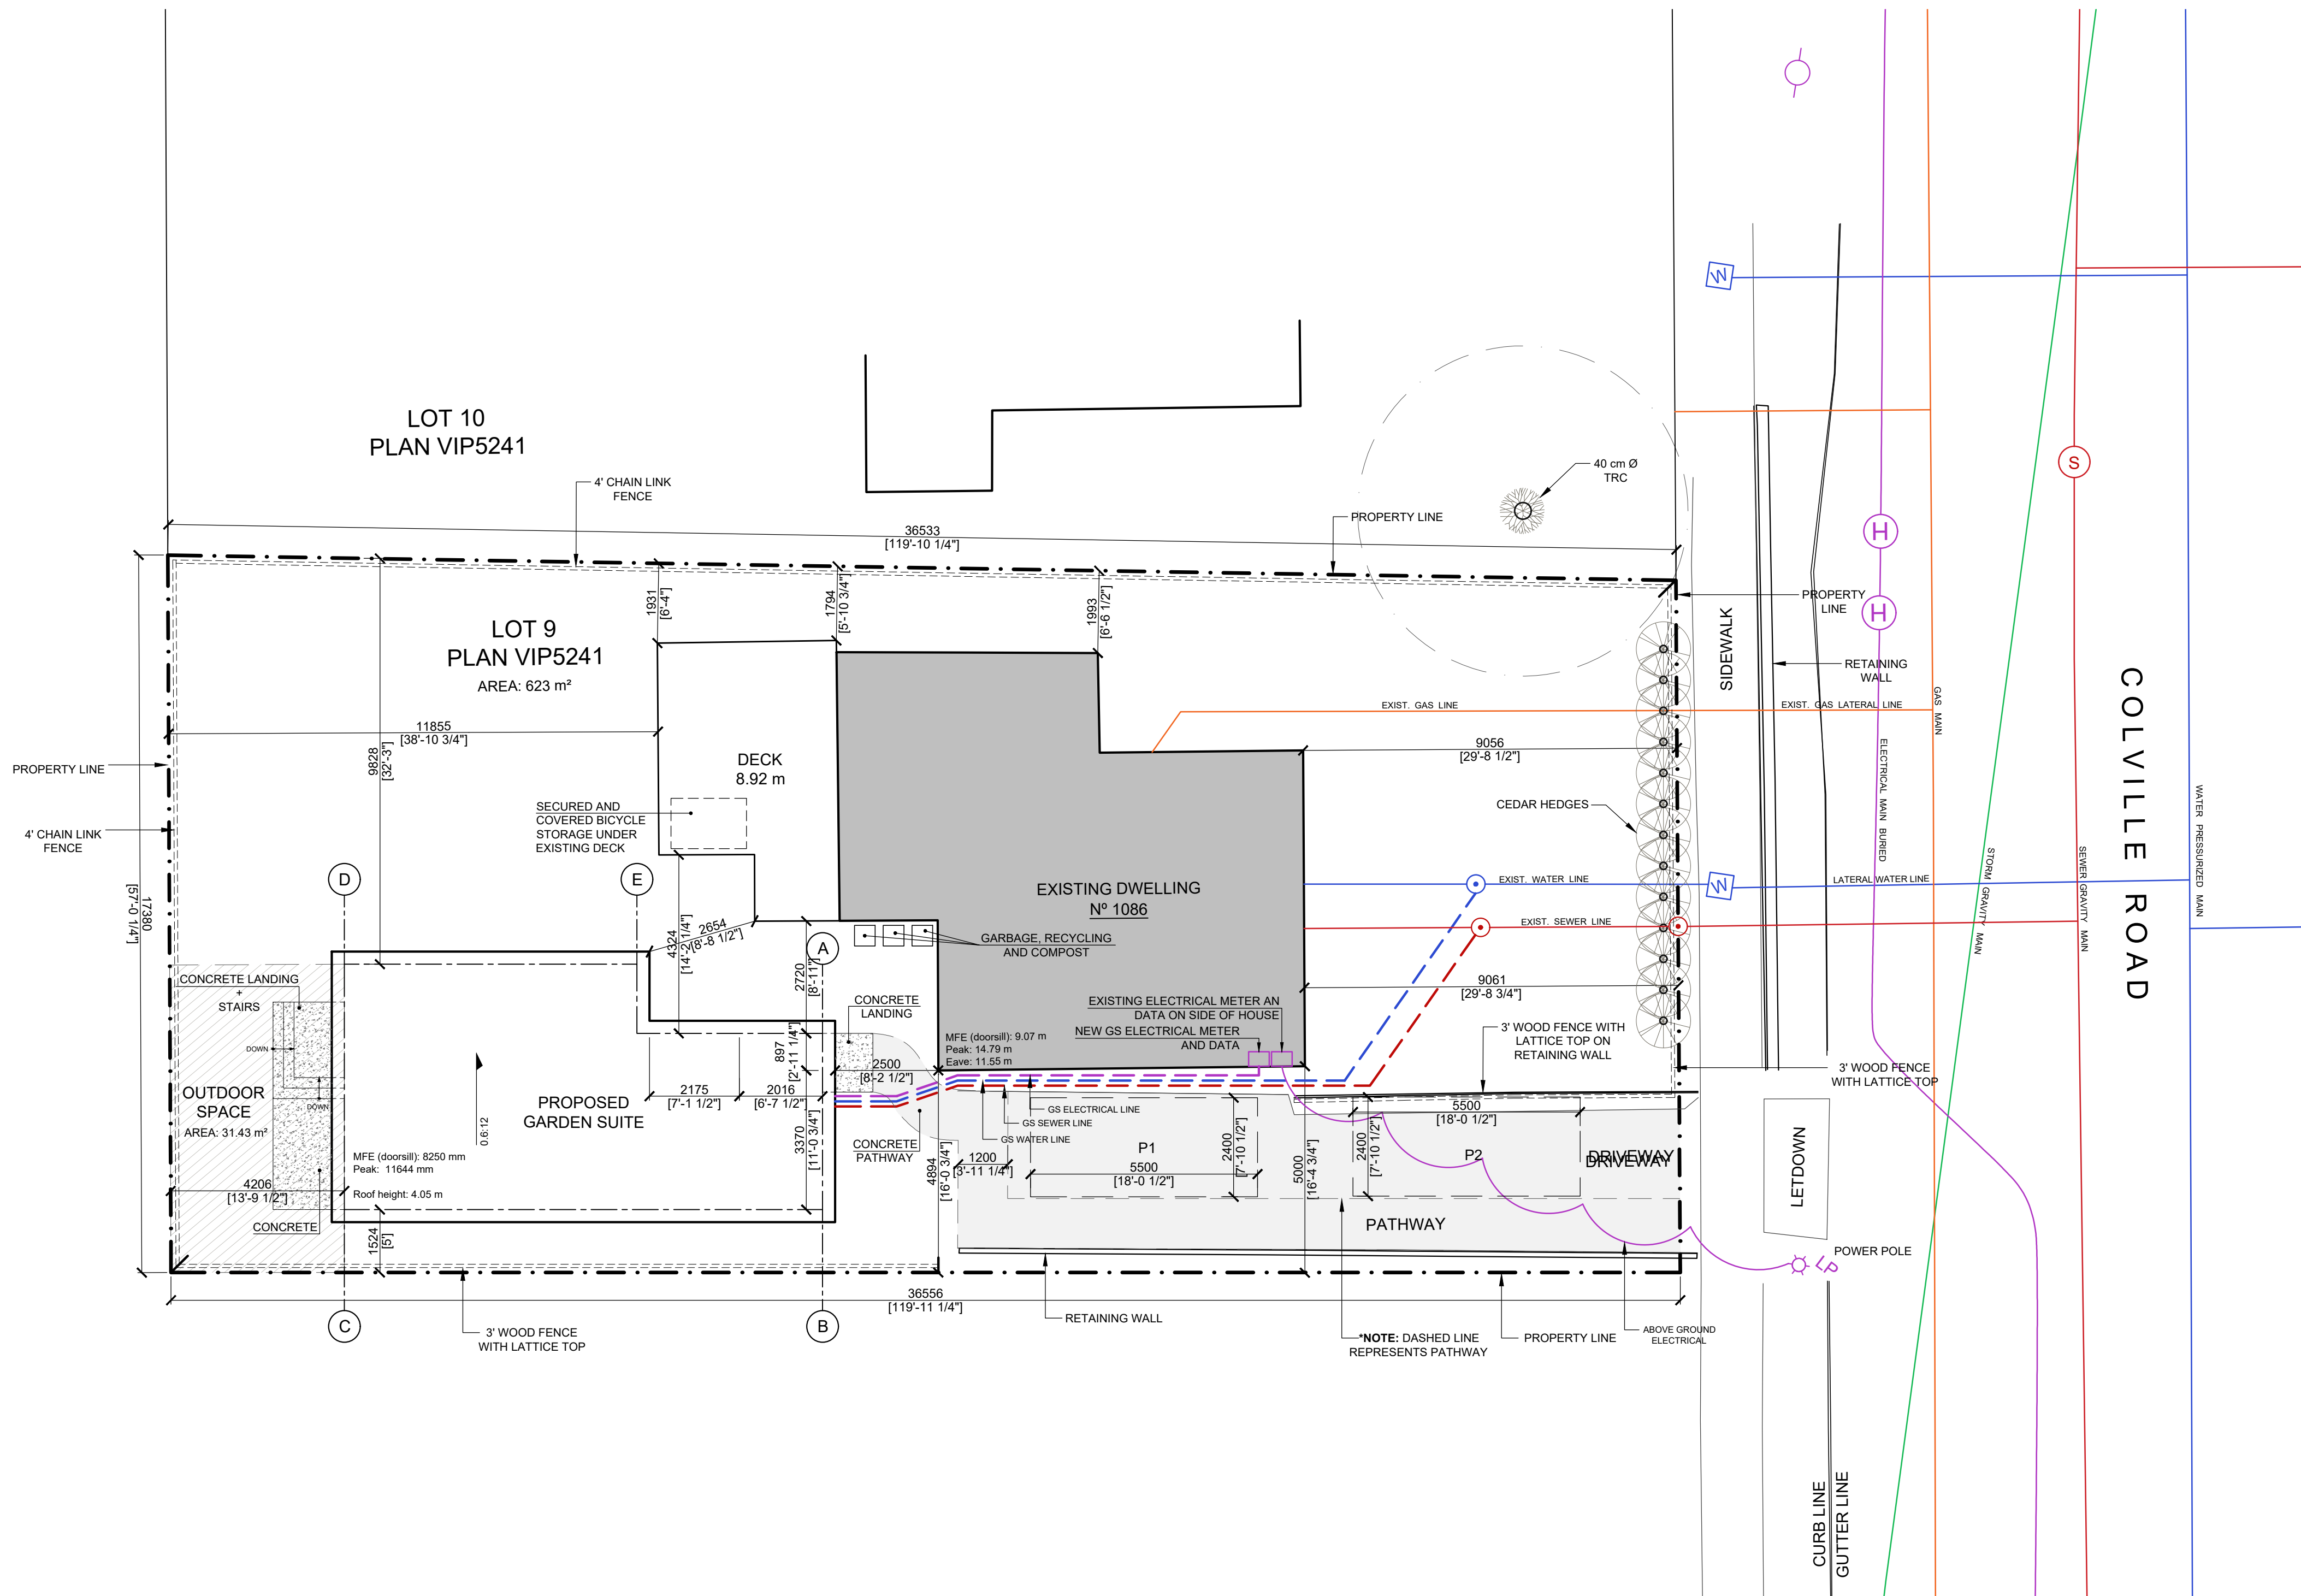 LOT 10
PLAN VIP5241
40 cm Ø
TRC
4' CHAIN LINK
FENCE
PROPERTY LINE
36533
[119'-10 1/4"]
W
S
H
H
PROPERTY
LINE
SIDEWALK
RETAINING
WALL
LOT 9
PLAN VIP5241
AREA: 623 m²
1931
[6'-4"]
1794
[5'-10 3/4"]
1993
[6'-6 1/2"]
EXIST. GAS LINE
EXIST. GAS LATERAL LINE
GAS MAIN
11855
[38'-10 3/4"]
9828
[32'-3"]
DECK
8.92 m
9056
[29'-8 1/2"]
PROPERTY LINE
ELECTRICAL MAIN BURIED
WATER PRESSURIZED MAIN
COLVILLE ROAD
SECURED AND
COVERED BICYCLE
STORAGE UNDER
EXISTING DECK
CEDAR HEDGES
4' CHAIN LINK
FENCE
STORM GRAVITY MAIN
SEWER GRAVITY MAIN
D
E
EXISTING DWELLING
Nº 1086
EXIST. WATER LINE
W
LATERAL WATER LINE
17380
[57'-0 1/4"]
EXIST. SEWER LINE
2654
[8'-8 1/2"]
4324
[14'-2 1/4"]
A
2720
[8'-11"]
GARBAGE, RECYCLING
AND COMPOST
CONCRETE LANDING
+
STAIRS
CONCRETE
LANDING
9061
[29'-8 3/4"]
EXISTING ELECTRICAL METER AN
DATA ON SIDE OF HOUSE
NEW GS ELECTRICAL METER
AND DATA
3' WOOD FENCE WITH
LATTICE TOP ON
RETAINING WALL
MFE (doorsill): 9.07 m
Peak: 14.79 m
Eave: 11.55 m
DOWN
897
[2'-11 1/4"]
2500
[8'-2 1/2"]
3' WOOD FENCE
WITH LATTICE TOP
OUTDOOR
SPACE
AREA: 31.43 m²
DOWN
2175
[7'-1 1/2"]
2016
[6'-7 1/2"]
PROPOSED
GARDEN SUITE
0.6:12
GS ELECTRICAL LINE
GS SEWER LINE
GS WATER LINE
5500
[18'-0 1/2"]
3370
[11'-0 3/4"]
CONCRETE
PATHWAY
P1
2400
[7'-10 1/2"]
2400
[7'-10 1/2"]
P2
DRIVEWAY
DRIVEWAY
LETDOWN
MFE (doorsill): 8250 mm
Peak: 11644 mm
Roof height: 4.05 m
4894
[16'-0 3/4"]
1200
[3'-11 1/4"]
5500
[18'-0 1/2"]
5000
[16'-4 3/4"]
4206
[13'-9 1/2"]
CONCRETE
1524
[5']
PATHWAY
POWER POLE
LP
36556
[119'-11 1/4"]
C
B
3' WOOD FENCE
WITH LATTICE TOP
RETAINING WALL
*NOTE: DASHED LINE
REPRESENTS PATHWAY
PROPERTY LINE
ABOVE GROUND
ELECTRICAL
CURB LINE
GUTTER LINE